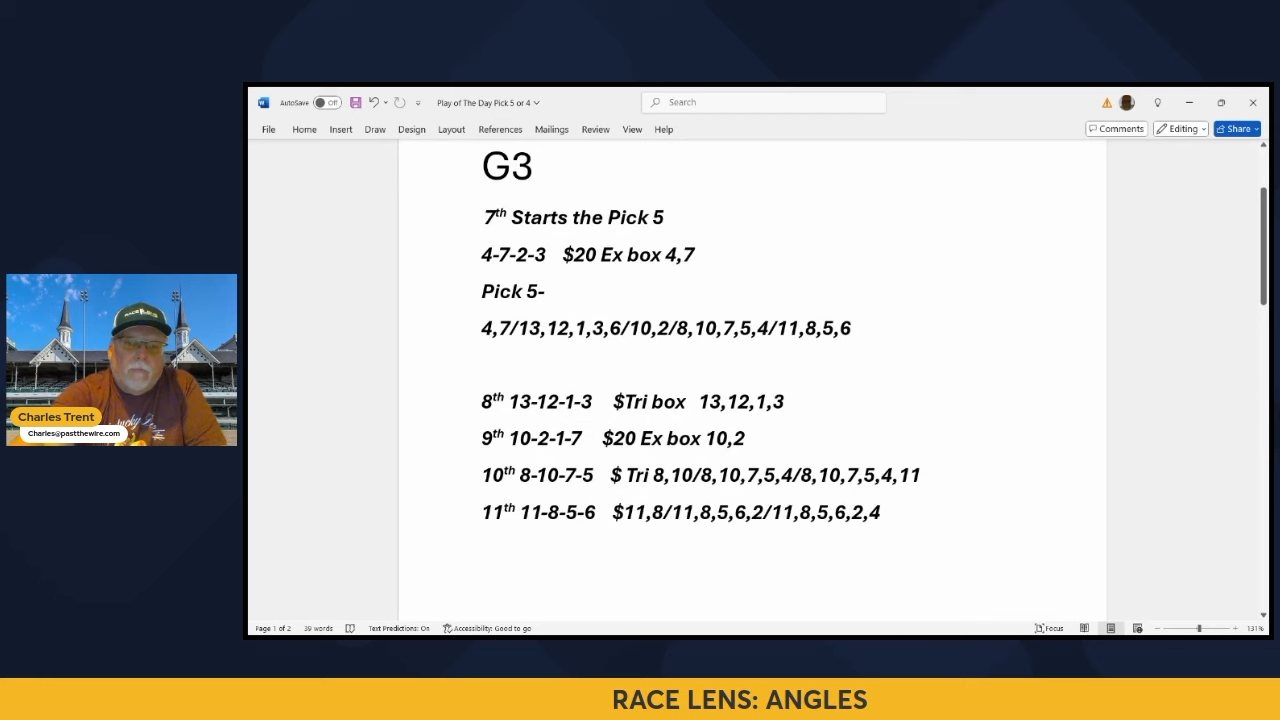 AutoSave Off Play of The Day Pick 5 or 4 Search
File Home Insert Draw Design Layout References Mailings Review View Help Comments Editing Share
G3
7th Starts the Pick 5
4-7-2-3 $20 Ex box 4,7
Pick 5-
4,7/13,12,1,3,6/10,2/8,10,7,5,4/11,8,5,6
8th 13-12-1-3 $Tri box 13,12,1,3
9th 10-2-1-7 $20 Ex box 10,2
10th 8-10-7-5 $ Tri 8,10/8,10,7,5,4/8,10,7,5,4,11
11th 11-8-5-6 $11,8/11,8,5,6,2/11,8,5,6,2,4
RACE LENS
Charles Trent
Charles@pastthewire.com
Page 1 of 2 39 words Text Predictions: On Accessibility: Good to go Focus 131%
RACE LENS: ANGLES